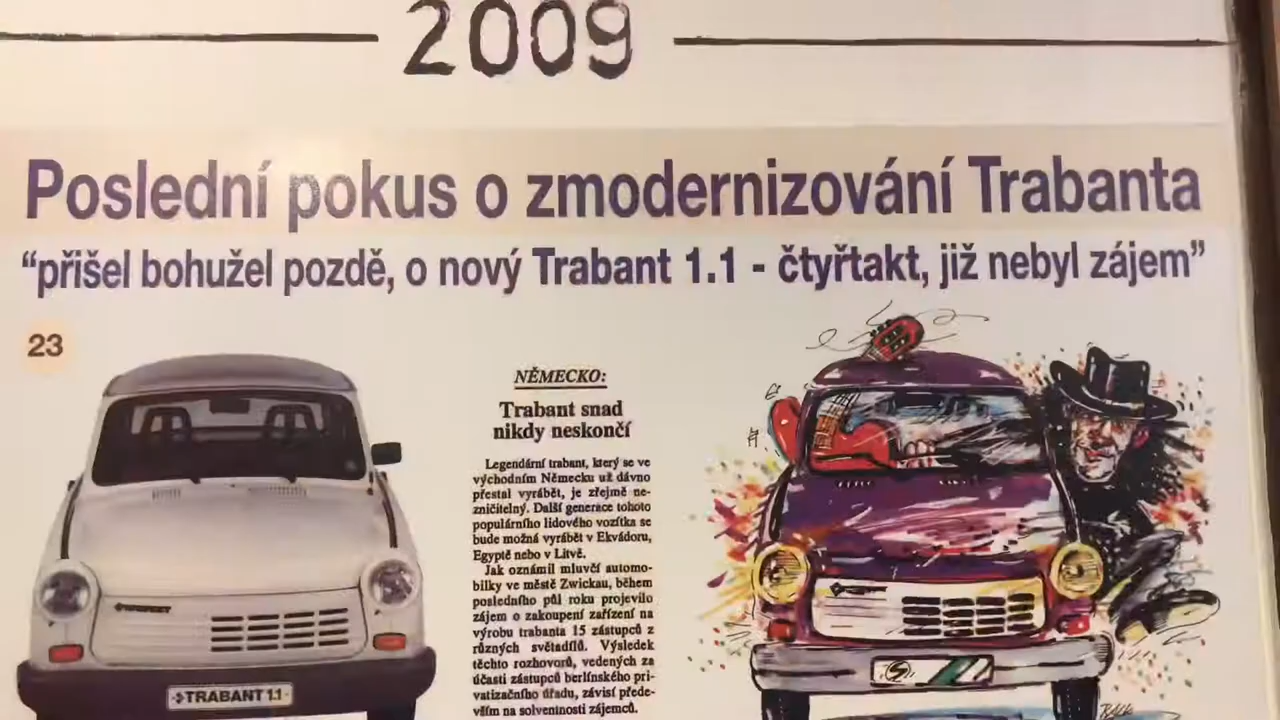 2009
Poslední pokus o zmodernizování Trabanta
“přišel bohužel pozdě, o nový Trabant 1.1 - čtyřtakt, již nebyl zájem”
23
NĚMECKO:
Trabant snad
nikdy neskončí
Legendární trabant, který se ve
východním Německu už dávno
přestal vyrábět, je zřejmě ne-
zničitelný. Další generace tohoto
populárního lidového vozítka se
bude možná vyrábět v Ekvádoru,
Egyptě nebo v Litvě.
Jak oznámil mluvčí automo-
bilky ve městě Zwickau, během
posledního půl roku projevilo
zájem o zakoupení zařízení na
výrobu trabanta 15 zástupců z
různých světadílů. Výsledek
těchto rozhovorů, vedených za
účasti zástupců berlínského pri-
vatizačního úřadu, závisí přede-
vším na solventnosti zájemců.
TRABANT 1.1